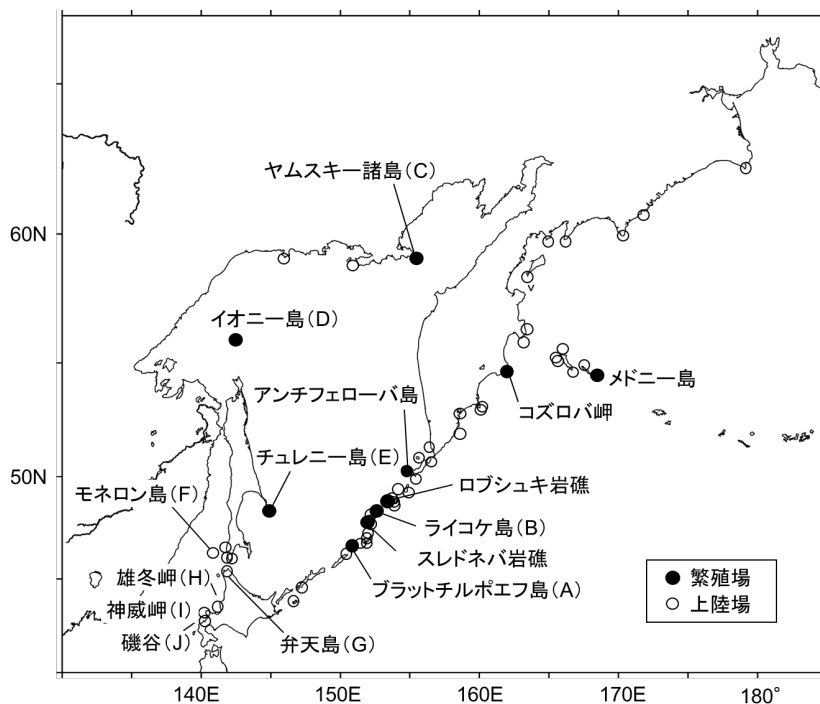 ヤムスキー諸島(C)
60N
イオニー島(D)
メドニー島
アンチフェローバ島
コズロバ岬
50N
チュレニー島(E)
ロブシュキ岩礁
モネロン島(F)
ライコケ島(B)
スレドネバ岩礁
雄冬岬(H)
ブラットチルポエフ島(A)
神威岬(I)
磯谷(J)
弁天島(G)
繁殖場
上陸場
140E 150E 160E 170E 180°